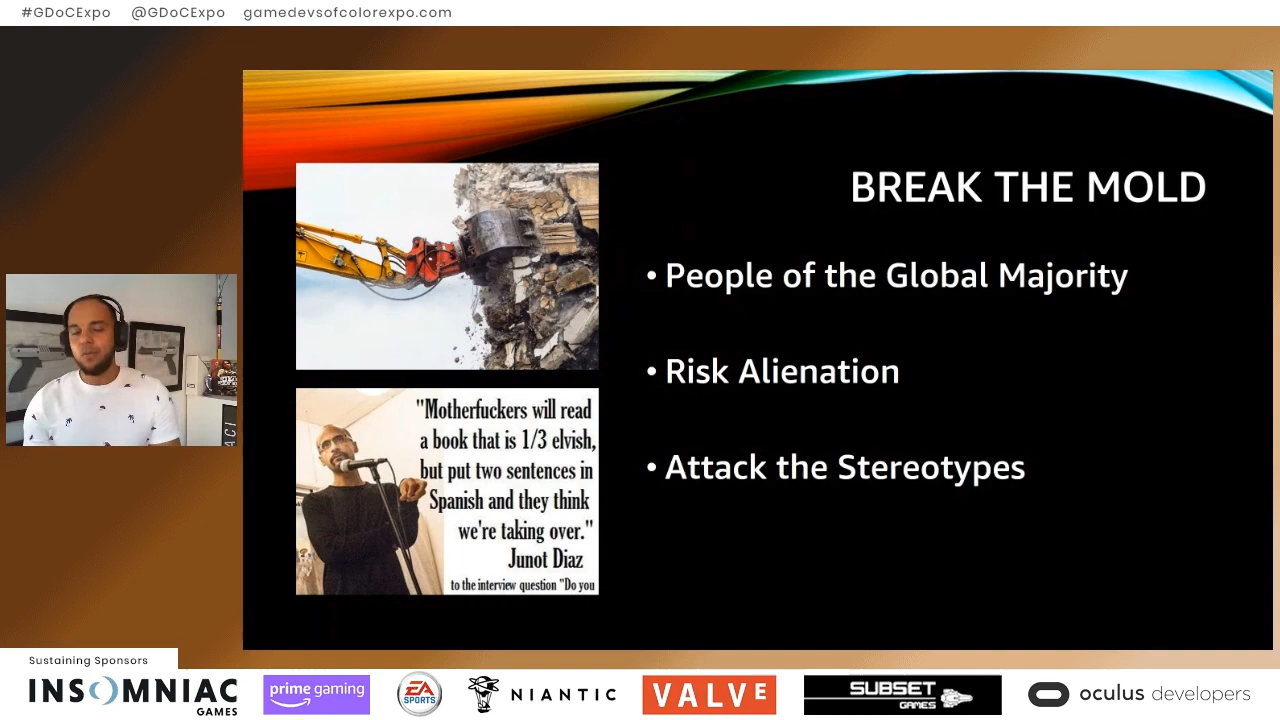 #GDoCExpo @GDoCExpo gamedevsofcolorexpo.com
BREAK THE MOLD
• People of the Global Majority
• Risk Alienation
• Attack the Stereotypes
"Motherfuckers will read
a book that is 1/3 elvish,
but put two sentences in
Spanish and they think
we're taking over."
Junot Diaz
to the interview question "Do you
ACI
Sustaining Sponsors
INSOMNIAC
GAMES
prime gaming
EA
SPORTS
NIANTIC
VALVE
SUBSET
GAMES
oculus developers